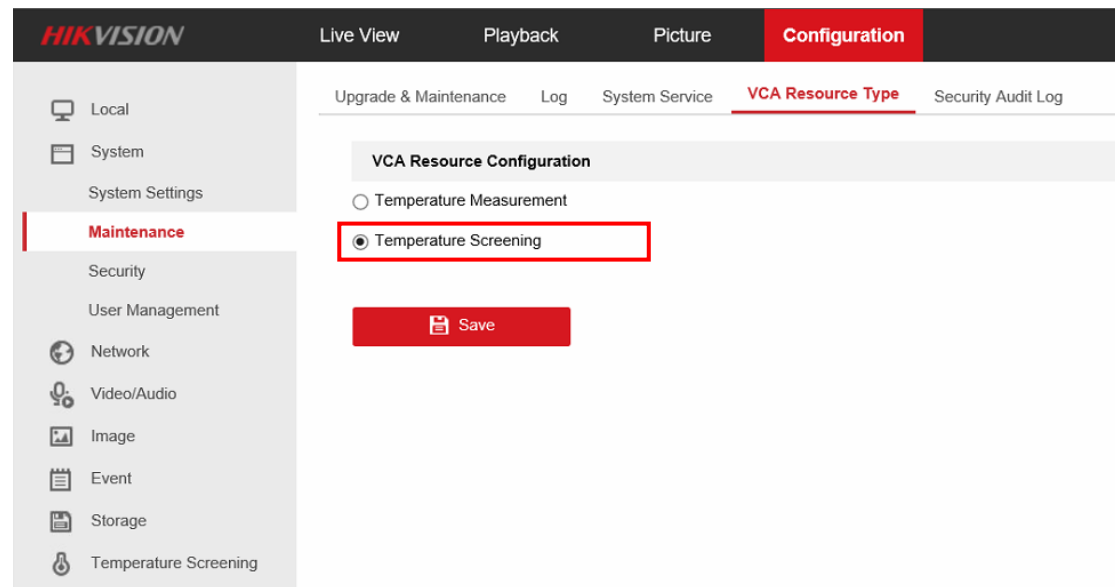 HIKVISION Live View Playback Picture Configuration
Local
System
System Settings
Maintenance
Security
User Management
Network
Video/Audio
Image
Event
Storage
Temperature Screening
Upgrade & Maintenance Log System Service VCA Resource Type Security Audit Log
VCA Resource Configuration
Temperature Measurement
Temperature Screening
Save